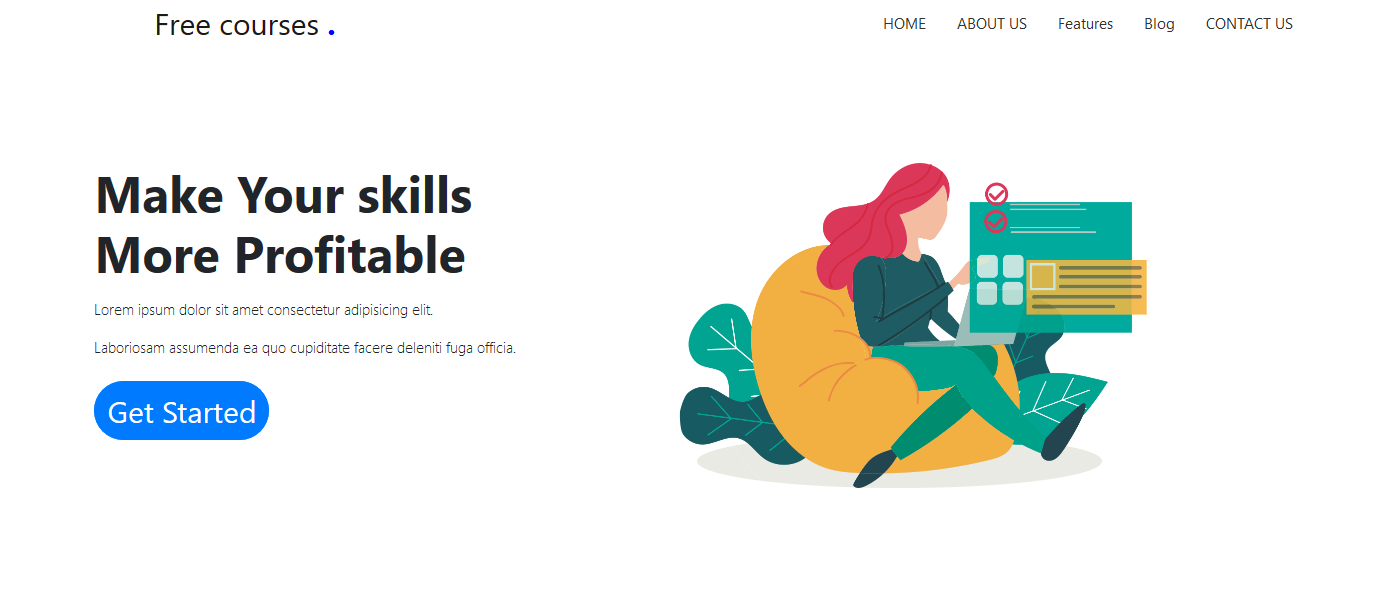 Free courses .
HOME ABOUT US Features Blog CONTACT US
Make Your skills
More Profitable
Lorem ipsum dolor sit amet consectetur adipisicing elit.
Laboriosam assumenda ea quo cupiditate facere deleniti fuga officia.
Get Started